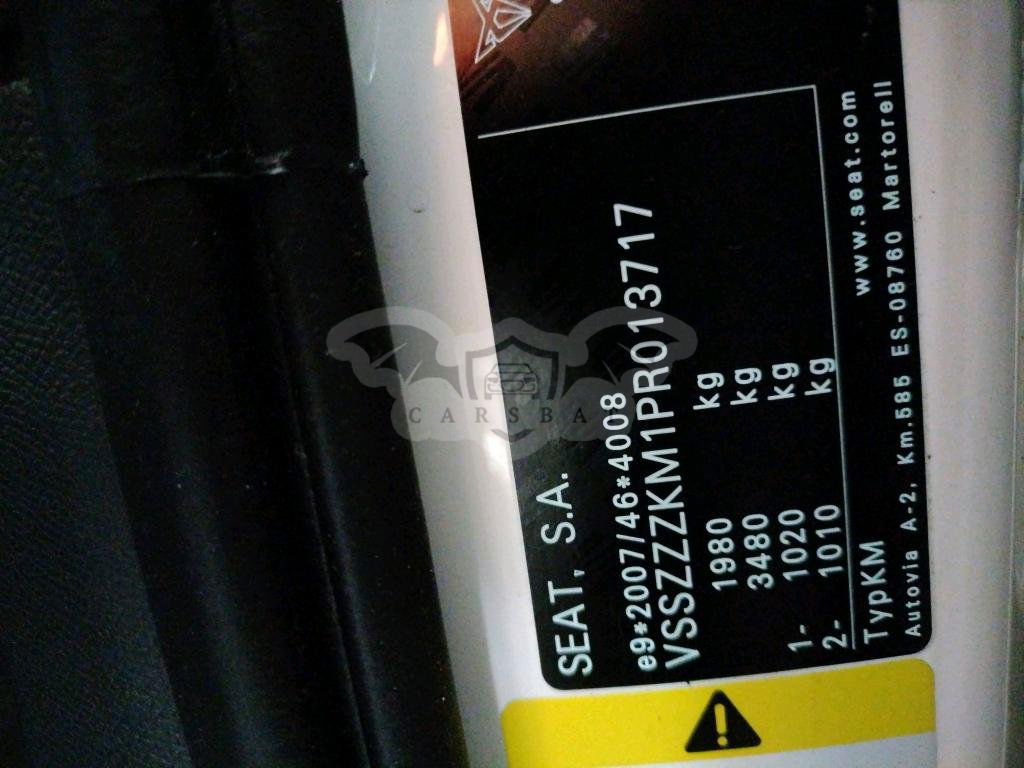 SEAT, S.A.
e9*2007/46*4008
VSSZZZKM1PR013717
1980 kg
3480 kg
1- 1020 kg
2- 1010 kg
TypKM
www.seat.com
Autovia A-2, Km.585 ES-08760 Martorell
CARSBA